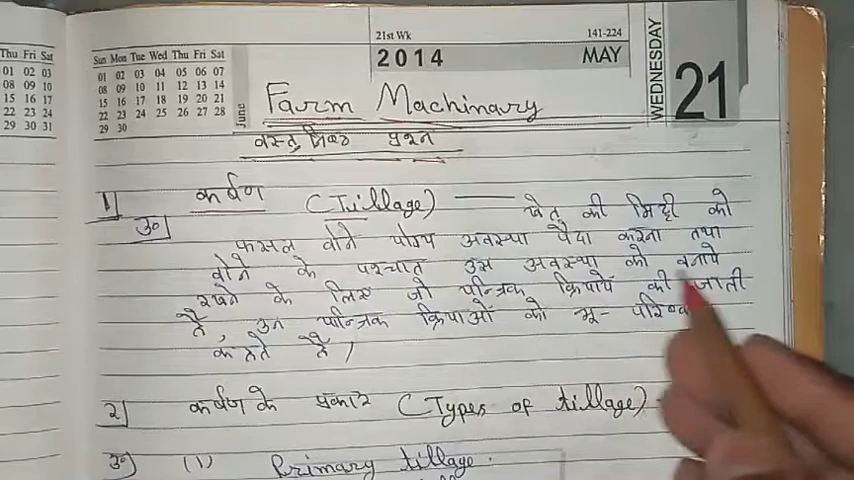 Thu Fri Sat
01 02 03
08 09 10
15 16 17
22 23 24
29 30 31
Sun Mon Tue Wed Thu Fri Sat
01 02 03 04 05 06 07
08 09 10 11 12 13 14
15 16 17 18 19 20 21
22 23 24 25 26 27 28
29 30
June
21st Wk 141-224
2014 MAY
WEDNESDAY
21
Farm Machinary
प्रश्न
1] कर्षण (Tillage) —
उ०] खेत की मिट्टी को
फसल बोने योग्य अवस्था पैदा करना तथा
बोने के पश्चात उस अवस्था को बनाये
रखने के लिए जो यान्त्रिक क्रियायें की जाती
है, उन यान्त्रिक क्रियाओं को भू-
कहते हैं।
2] कर्षण के प्रकार (Types of tillage)
उ०] (1) Primary tillage.